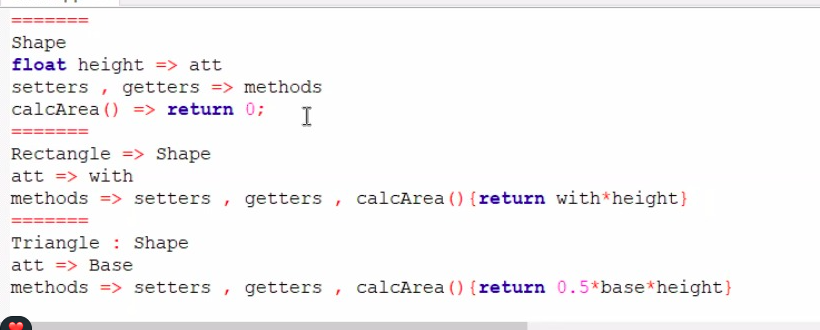 =======
Shape
float height => att
setters , getters => methods
calcArea() => return 0;
=======
Rectangle => Shape
att => with
methods => setters , getters , calcArea(){return with*height}
=======
Triangle : Shape
att => Base
methods => setters , getters , calcArea(){return 0.5*base*height}